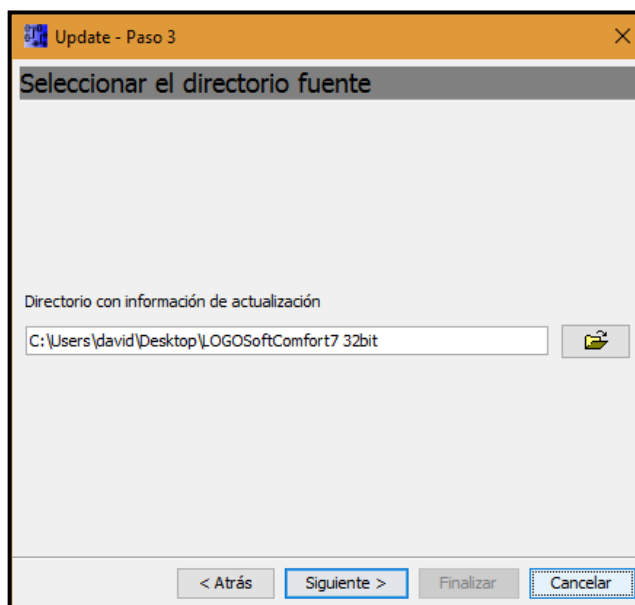 Update - Paso 3
Seleccionar el directorio fuente
Directorio con información de actualización
C:\Users\david\Desktop\LOGOSoftComfort7 32bit
< Atrás Siguiente > Finalizar Cancelar